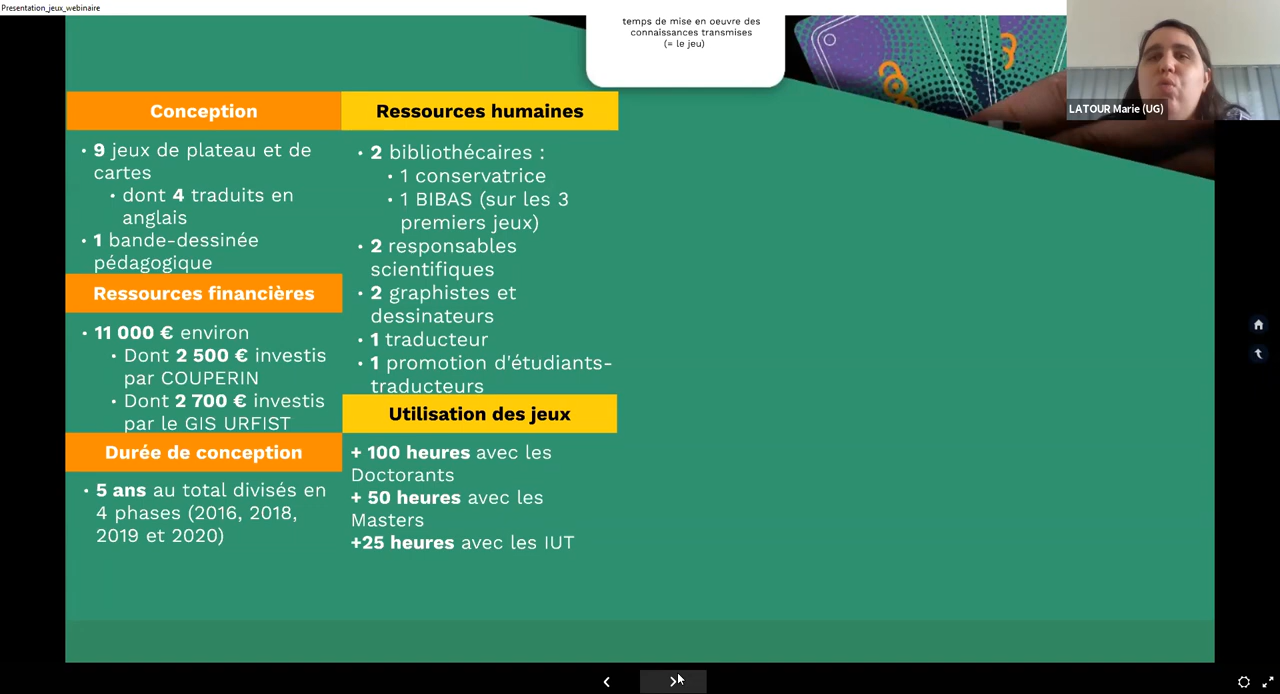 Presentation_jeux_webinaire
temps de mise en oeuvre des
connaissances transmises
(= le jeu)
LATOUR Marie (UG)
Conception
• 9 jeux de plateau et de
cartes
• dont 4 traduits en
anglais
• 1 bande-dessinée
pédagogique
Ressources financières
• 11 000 € environ
• Dont 2 500 € investis
par COUPERIN
• Dont 2 700 € investis
par le GIS URFIST
Durée de conception
• 5 ans au total divisés en
4 phases (2016, 2018,
2019 et 2020)
Ressources humaines
• 2 bibliothécaires :
• 1 conservatrice
• 1 BIBAS (sur les 3
premiers jeux)
• 2 responsables
scientifiques
• 2 graphistes et
dessinateurs
• 1 traducteur
• 1 promotion d'étudiants-
traducteurs
Utilisation des jeux
+ 100 heures avec les
Doctorants
+ 50 heures avec les
Masters
+25 heures avec les IUT